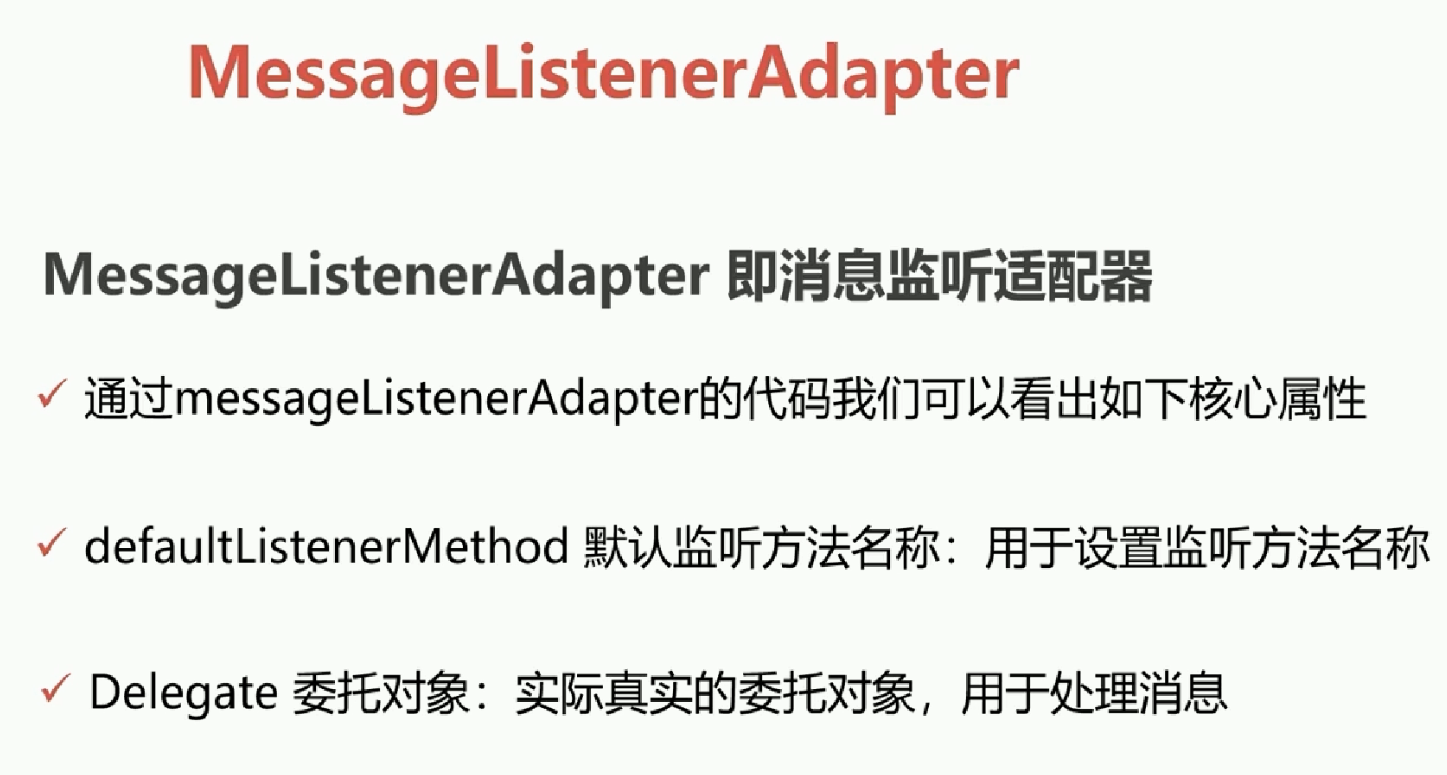 MessageListenerAdapter
MessageListenerAdapter 即消息监听适配器
通过messageListenerAdapter的代码我们可以看出如下核心属性
defaultListenerMethod 默认监听方法名称：用于设置监听方法名称
Delegate 委托对象：实际真实的委托对象，用于处理消息